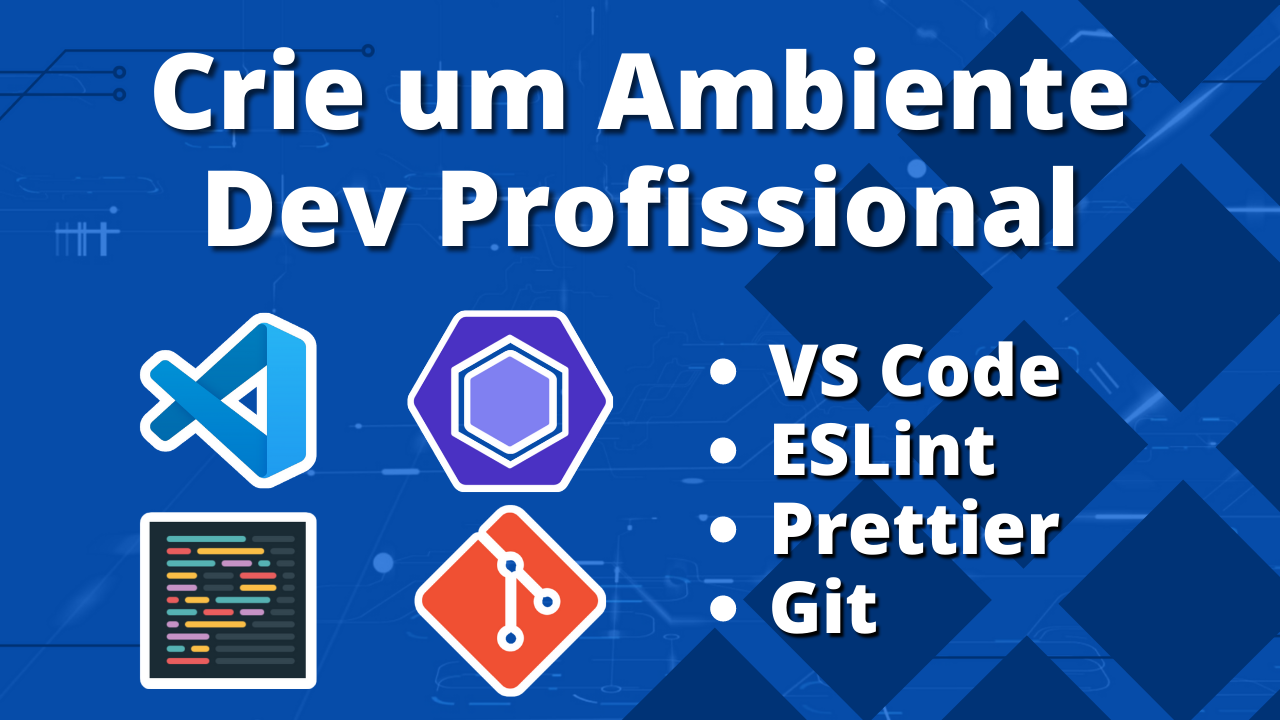 Crie um Ambiente
Dev Profissional
• VS Code
• ESLint
• Prettier
• Git